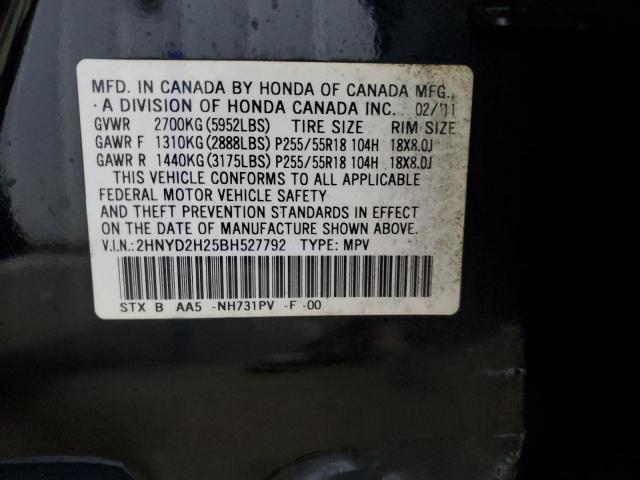 MFD. IN CANADA BY HONDA OF CANADA MFG.,
A DIVISION OF HONDA CANADA INC. 02/'11
GVWR 2700KG(5952LBS) TIRE SIZE RIM SIZE
GAWR F 1310KG(2888LBS) P255/55R18 104H 18X8.0J
GAWR R 1440KG(3175LBS) P255/55R18 104H 18X8.0J
THIS VEHICLE CONFORMS TO ALL APPLICABLE
FEDERAL MOTOR VEHICLE SAFETY
AND THEFT PREVENTION STANDARDS IN EFFECT
ON THE DATE OF MANUFACTURE SHOWN ABOVE.
V.I.N.:2HNYD2H25BH527792 TYPE: MPV
STX B AA5 -NH731PV -F -00